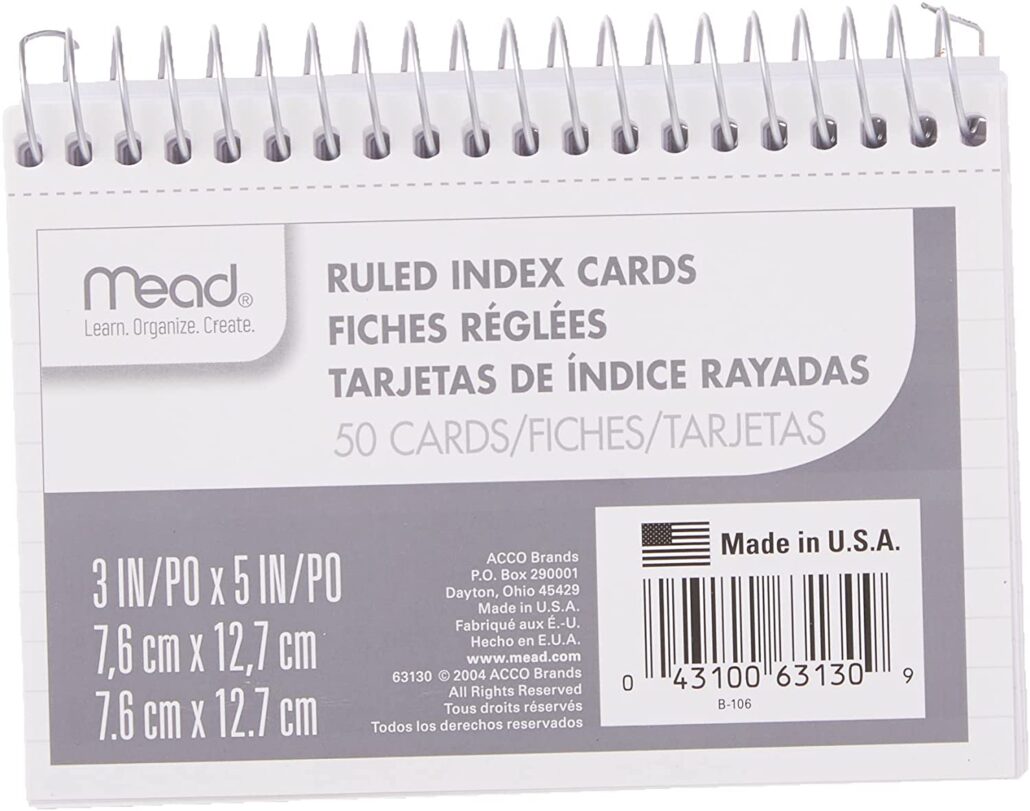 mead®
Learn. Organize. Create.
RULED INDEX CARDS
FICHES RÉGLÉES
TARJETAS DE ÍNDICE RAYADAS
50 CARDS/FICHES/TARJETAS
3 IN/PO x 5 IN/PO
7,6 cm x 12,7 cm
7.6 cm x 12.7 cm
ACCO Brands
P.O. Box 290001
Dayton, Ohio 45429
Made in U.S.A.
Fabriqué aux É.-U.
Hecho en E.U.A.
www.mead.com
63130 © 2004 ACCO Brands
All Rights Reserved
Tous droits réservés
Todos los derechos reservados
Made in U.S.A.
0 43100 63130 9
B-106